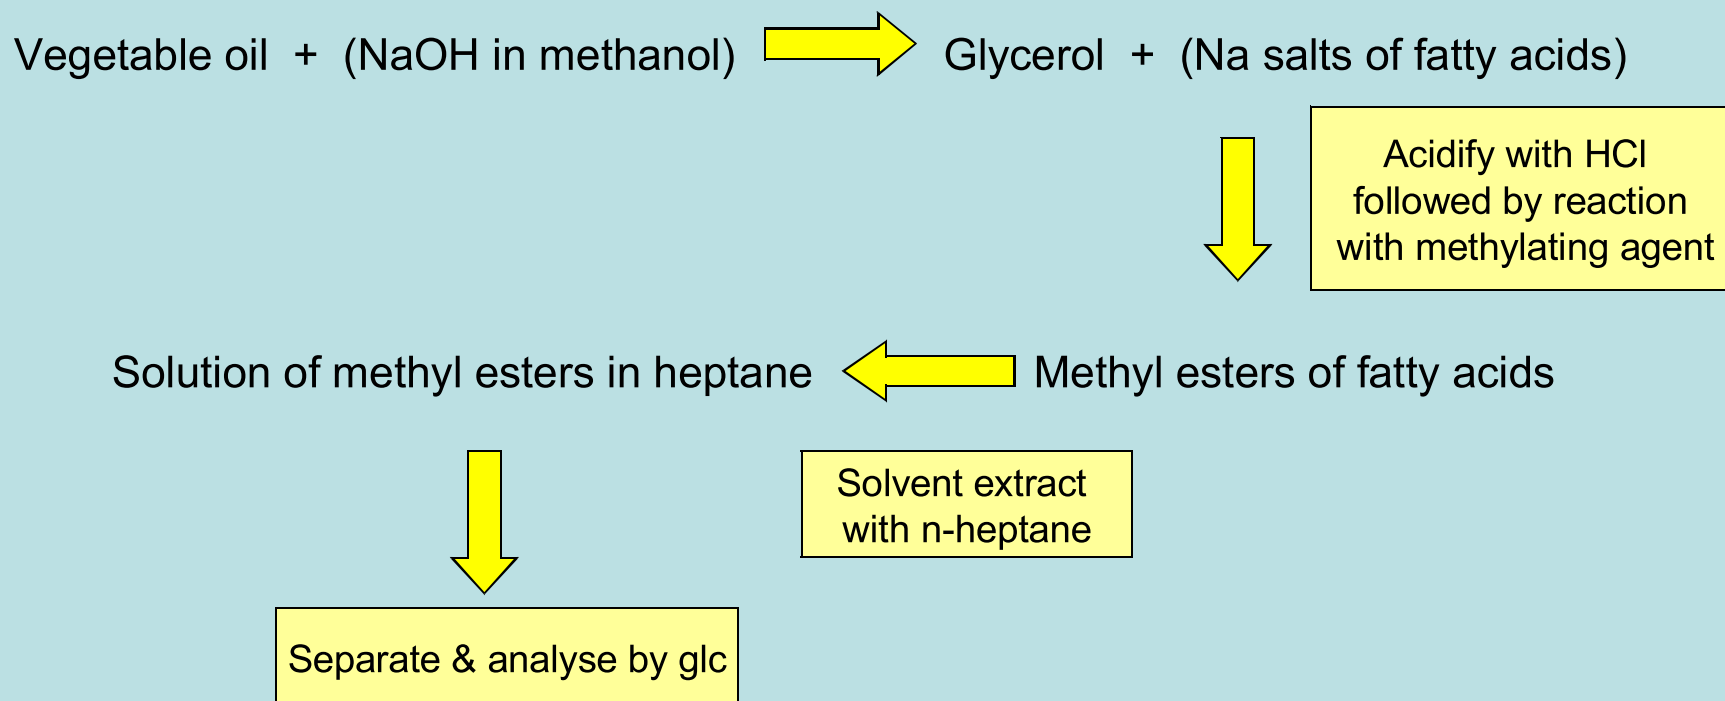 Vegetable oil + (NaOH in methanol) Glycerol + (Na salts of fatty acids)
Acidify with HCl
followed by reaction
with methylating agent
Solution of methyl esters in heptane Methyl esters of fatty acids
Solvent extract
with n-heptane
Separate & analyse by glc